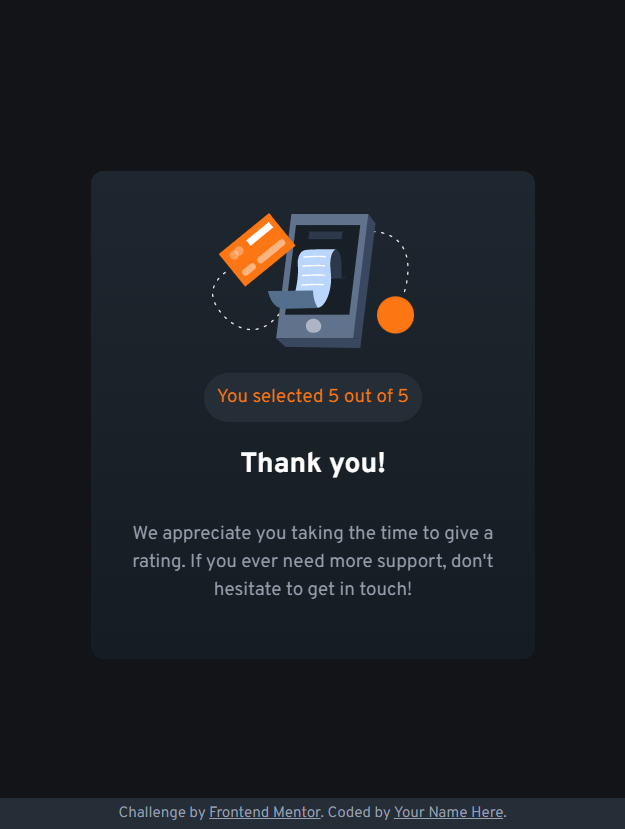 You selected 5 out of 5
Thank you!
We appreciate you taking the time to give a
rating. If you ever need more support, don't
hesitate to get in touch!
Challenge by Frontend Mentor. Coded by Your Name Here.